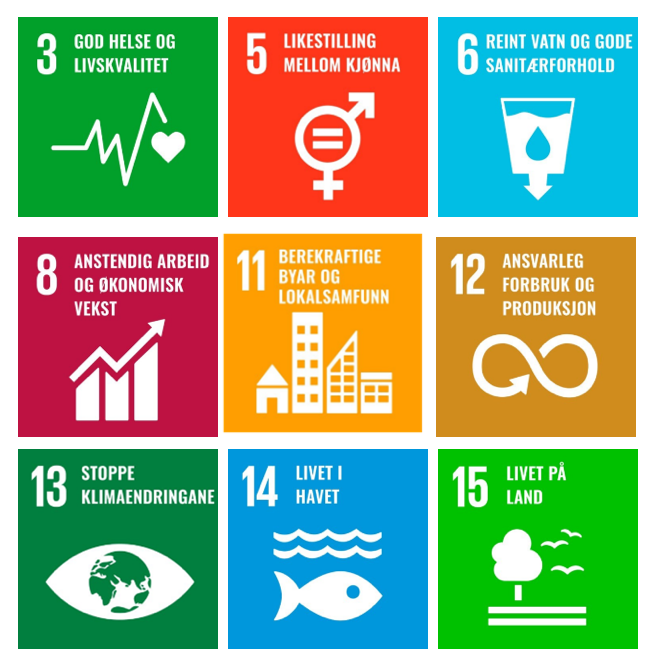 3 GOD HELSE OG
LIVSKVALITET
5 LIKESTILLING
MELLOM KJØNNA
6 REINT VATN OG GODE
SANITÆRFORHOLD
8 ANSTENDIG ARBEID
OG ØKONOMISK
VEKST
11 BEREKRAFTIGE
BYAR OG
LOKALSAMFUNN
12 ANSVARLEG
FORBRUK OG
PRODUKSJON
13 STOPPE
KLIMAENDRINGANE
14 LIVET I
HAVET
15 LIVET PÅ
LAND